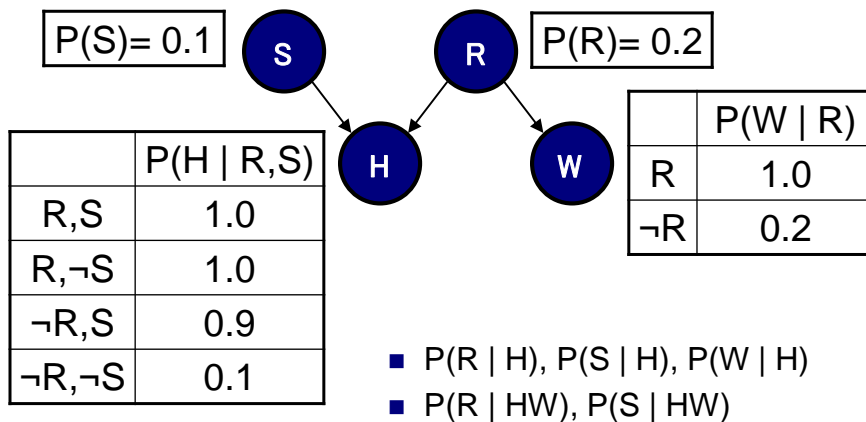 P(S)= 0.1
S
R
P(R)= 0.2
H
W
P(H | R,S)
R,S 1.0
R,¬S 1.0
¬R,S 0.9
¬R,¬S 0.1
P(W | R)
R 1.0
¬R 0.2
P(R | H), P(S | H), P(W | H)
P(R | HW), P(S | HW)